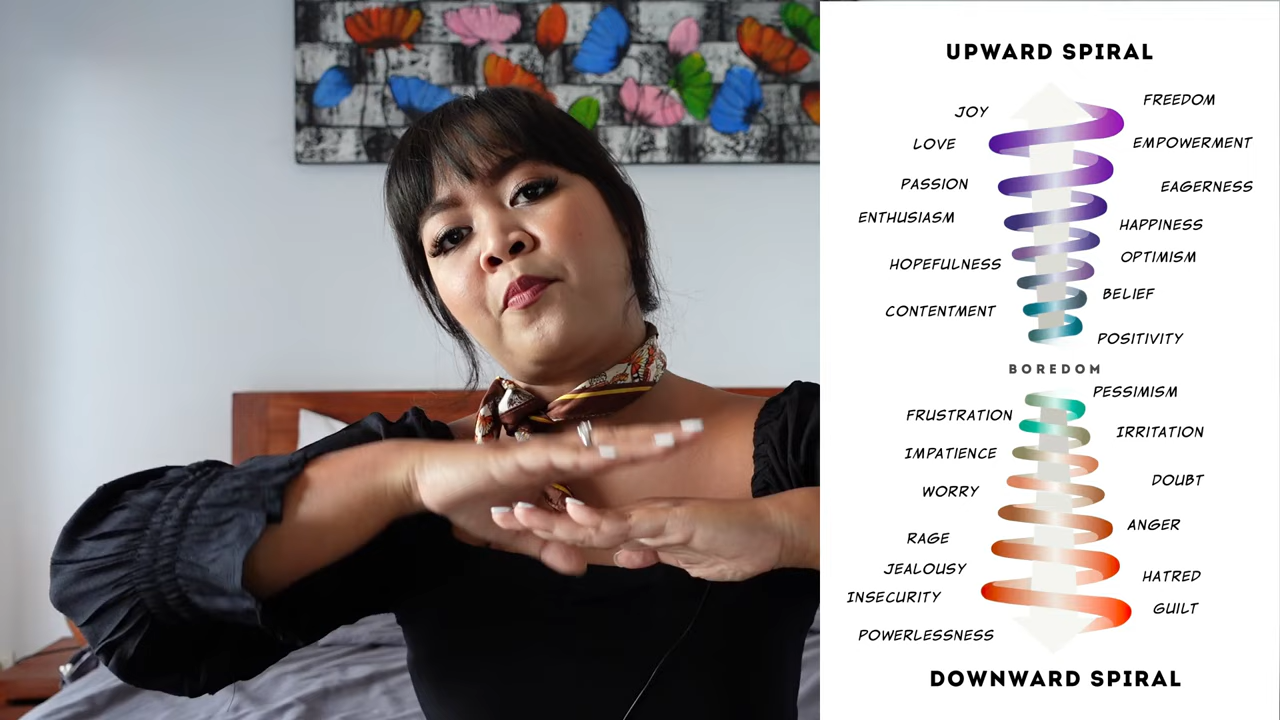 UPWARD SPIRAL
JOY
FREEDOM
LOVE
EMPOWERMENT
PASSION
EAGERNESS
ENTHUSIASM
HAPPINESS
HOPEFULNESS
OPTIMISM
CONTENTMENT
BELIEF
POSITIVITY
BOREDOM
PESSIMISM
FRUSTRATION
IRRITATION
IMPATIENCE
DOUBT
WORRY
ANGER
RAGE
JEALOUSY
HATRED
INSECURITY
GUILT
POWERLESSNESS
DOWNWARD SPIRAL